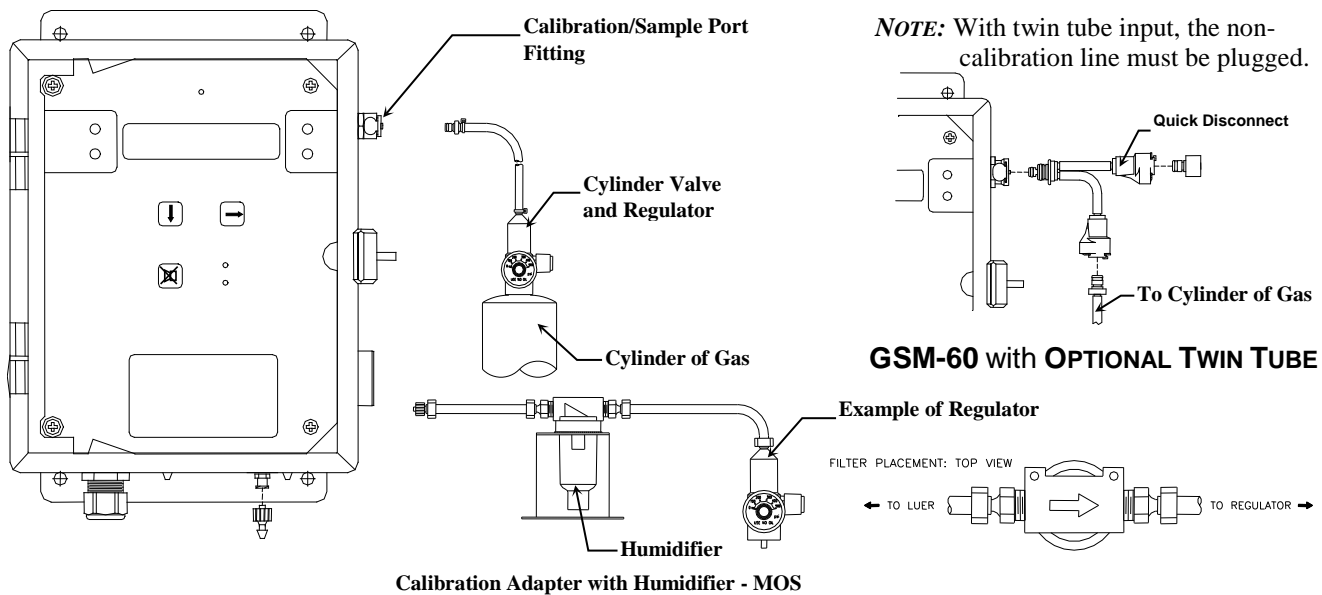 Calibration/Sample Port
Fitting
NOTE: With twin tube input, the non-
calibration line must be plugged.
Quick Disconnect
Cylinder Valve
and Regulator
To Cylinder of Gas
Cylinder of Gas
GSM-60 with OPTIONAL TWIN TUBE
Example of Regulator
FILTER PLACEMENT: TOP VIEW
TO LUER
TO REGULATOR
Humidifier
Calibration Adapter with Humidifier - MOS